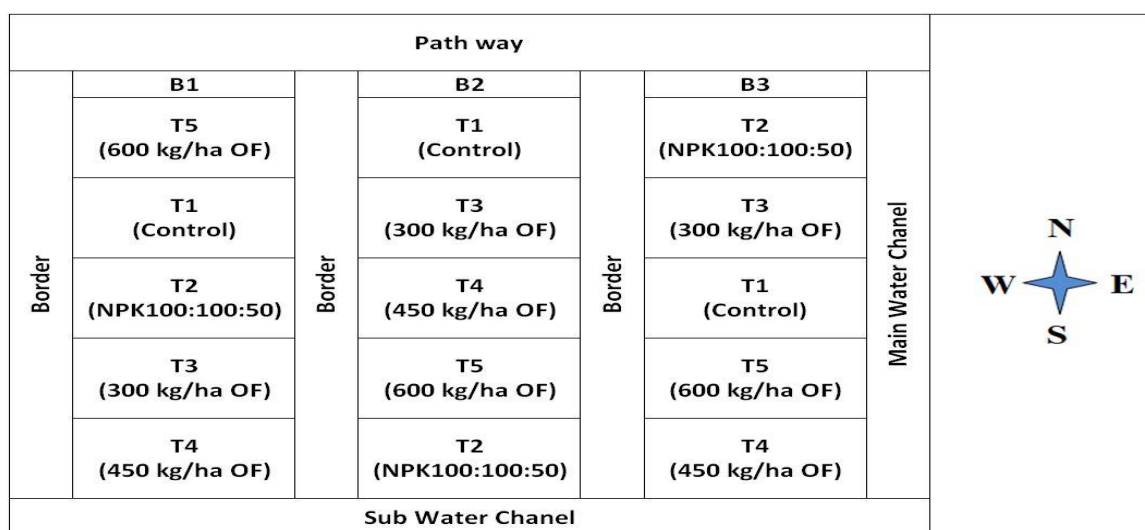 Path way
B1
B2
B3
T5
(600 kg/ha OF)
T1
(Control)
T2
(NPK100:100:50)
T1
(Control)
T3
(300 kg/ha OF)
T3
(300 kg/ha OF)
T2
(NPK100:100:50)
T4
(450 kg/ha OF)
T1
(Control)
T3
(300 kg/ha OF)
T5
(600 kg/ha OF)
T5
(600 kg/ha OF)
T4
(450 kg/ha OF)
T2
(NPK100:100:50)
T4
(450 kg/ha OF)
Border
Border
Border
Main Water Chanel
Sub Water Chanel
N
W
E
S